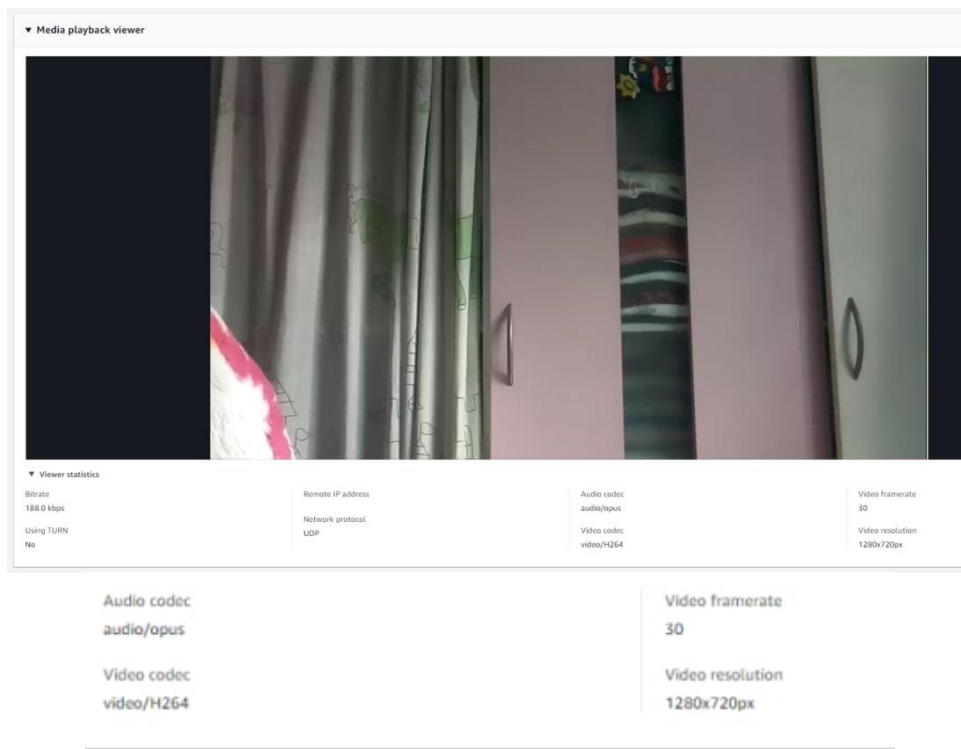 ▼ Media playback viewer
▼ Viewer statistics
Bitrate
188.0 kbps
Using TURN
No
Remote IP address
Network protocol
UDP
Audio codec
audio/opus
Video codec
video/H264
Video framerate
30
Video resolution
1280x720px
Audio codec
audio/opus
Video codec
video/H264
Video framerate
30
Video resolution
1280x720px